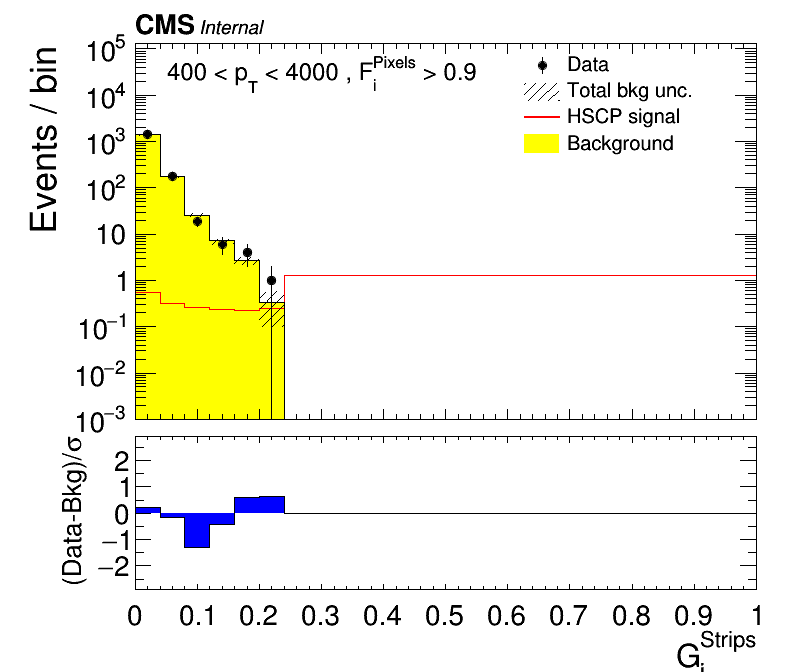 CMS Internal
400 < p_T < 4000 , F_i^Pixels > 0.9
Data
Total bkg unc.
HSCP signal
Background
Events / bin
10^5
10^4
10^3
10^2
10
1
10^−1
10^−2
10^−3
(Data-Bkg)/σ
2
1
0
−1
−2
0 0.1 0.2 0.3 0.4 0.5 0.6 0.7 0.8 0.9 1
G_i^Strips